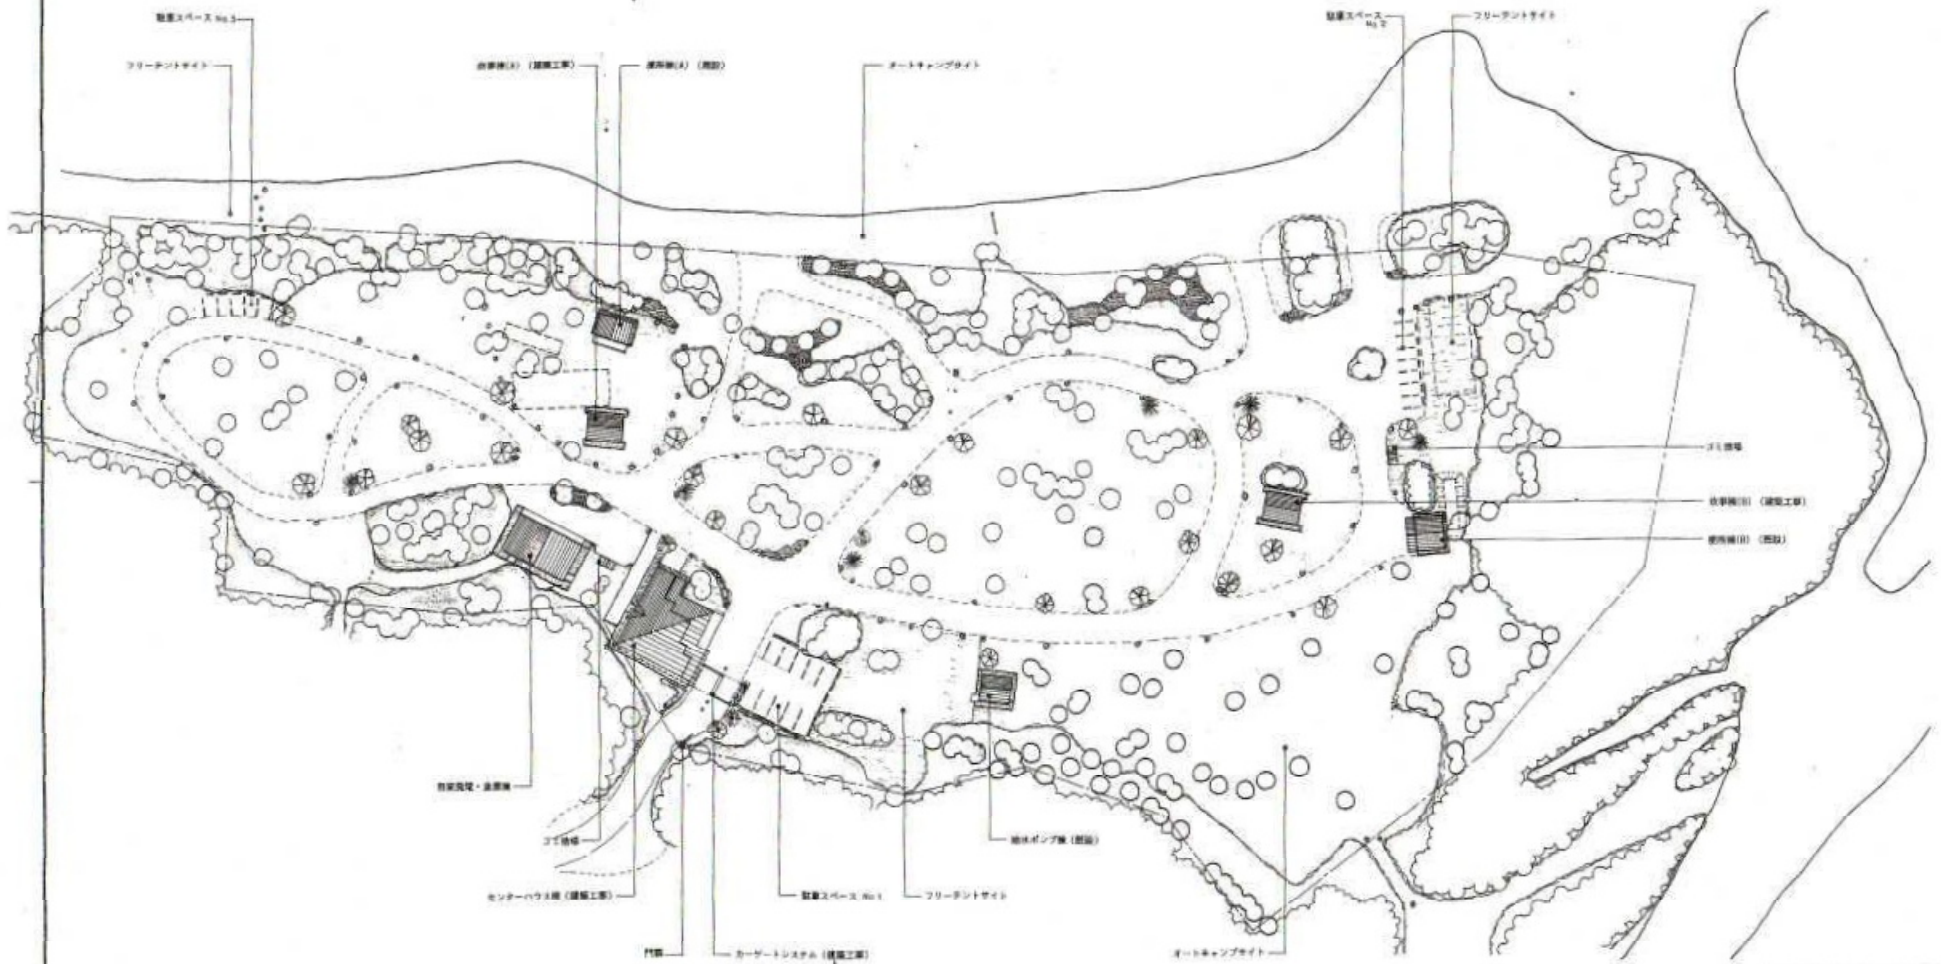 駐車スペース No.3
フリーテントサイト
炊事棟(A)（建築工事）
便所棟(A)（既設）
オートキャンプサイト
駐車スペース
No.2
フリーテントサイト
ゴミ置場
炊事棟(B)（建築工事）
便所棟(B)（既設）
自家発電・倉庫棟
ゴミ置場
給水ポンプ棟（既設）
センターハウス棟（建築工事）
駐車スペース No.1
フリーテントサイト
カーゲートシステム（建築工事）
オートキャンプサイト